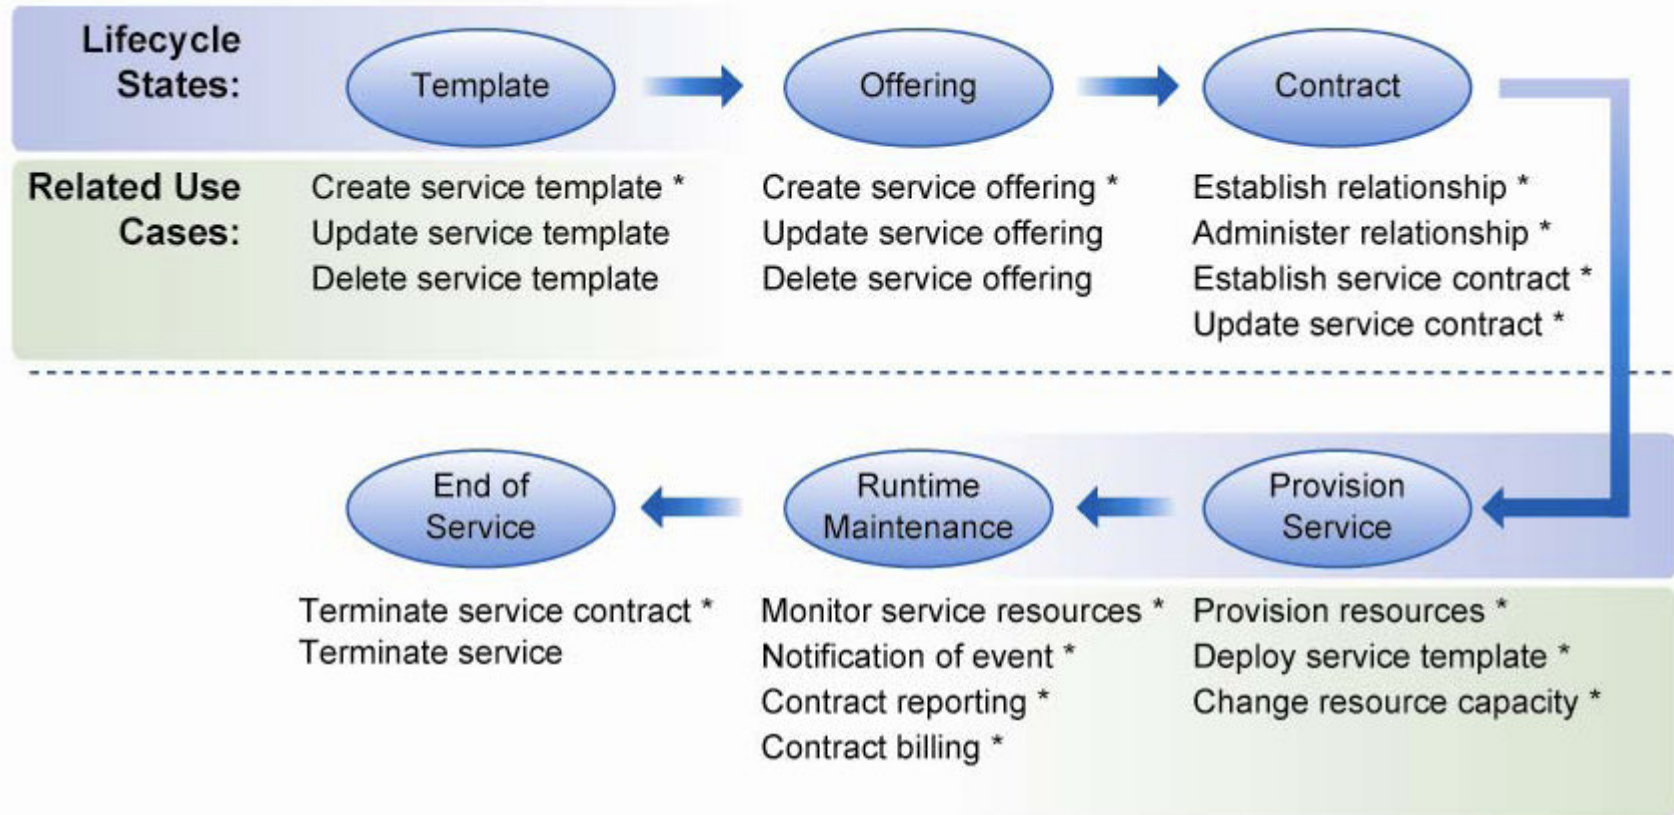 Lifecycle
States:
Template
Offering
Contract
Related Use
Cases:
Create service template *
Update service template
Delete service template
Create service offering *
Update service offering
Delete service offering
Establish relationship *
Administer relationship *
Establish service contract *
Update service contract *
End of
Service
Runtime
Maintenance
Provision
Service
Terminate service contract *
Terminate service
Monitor service resources *
Notification of event *
Contract reporting *
Contract billing *
Provision resources *
Deploy service template *
Change resource capacity *